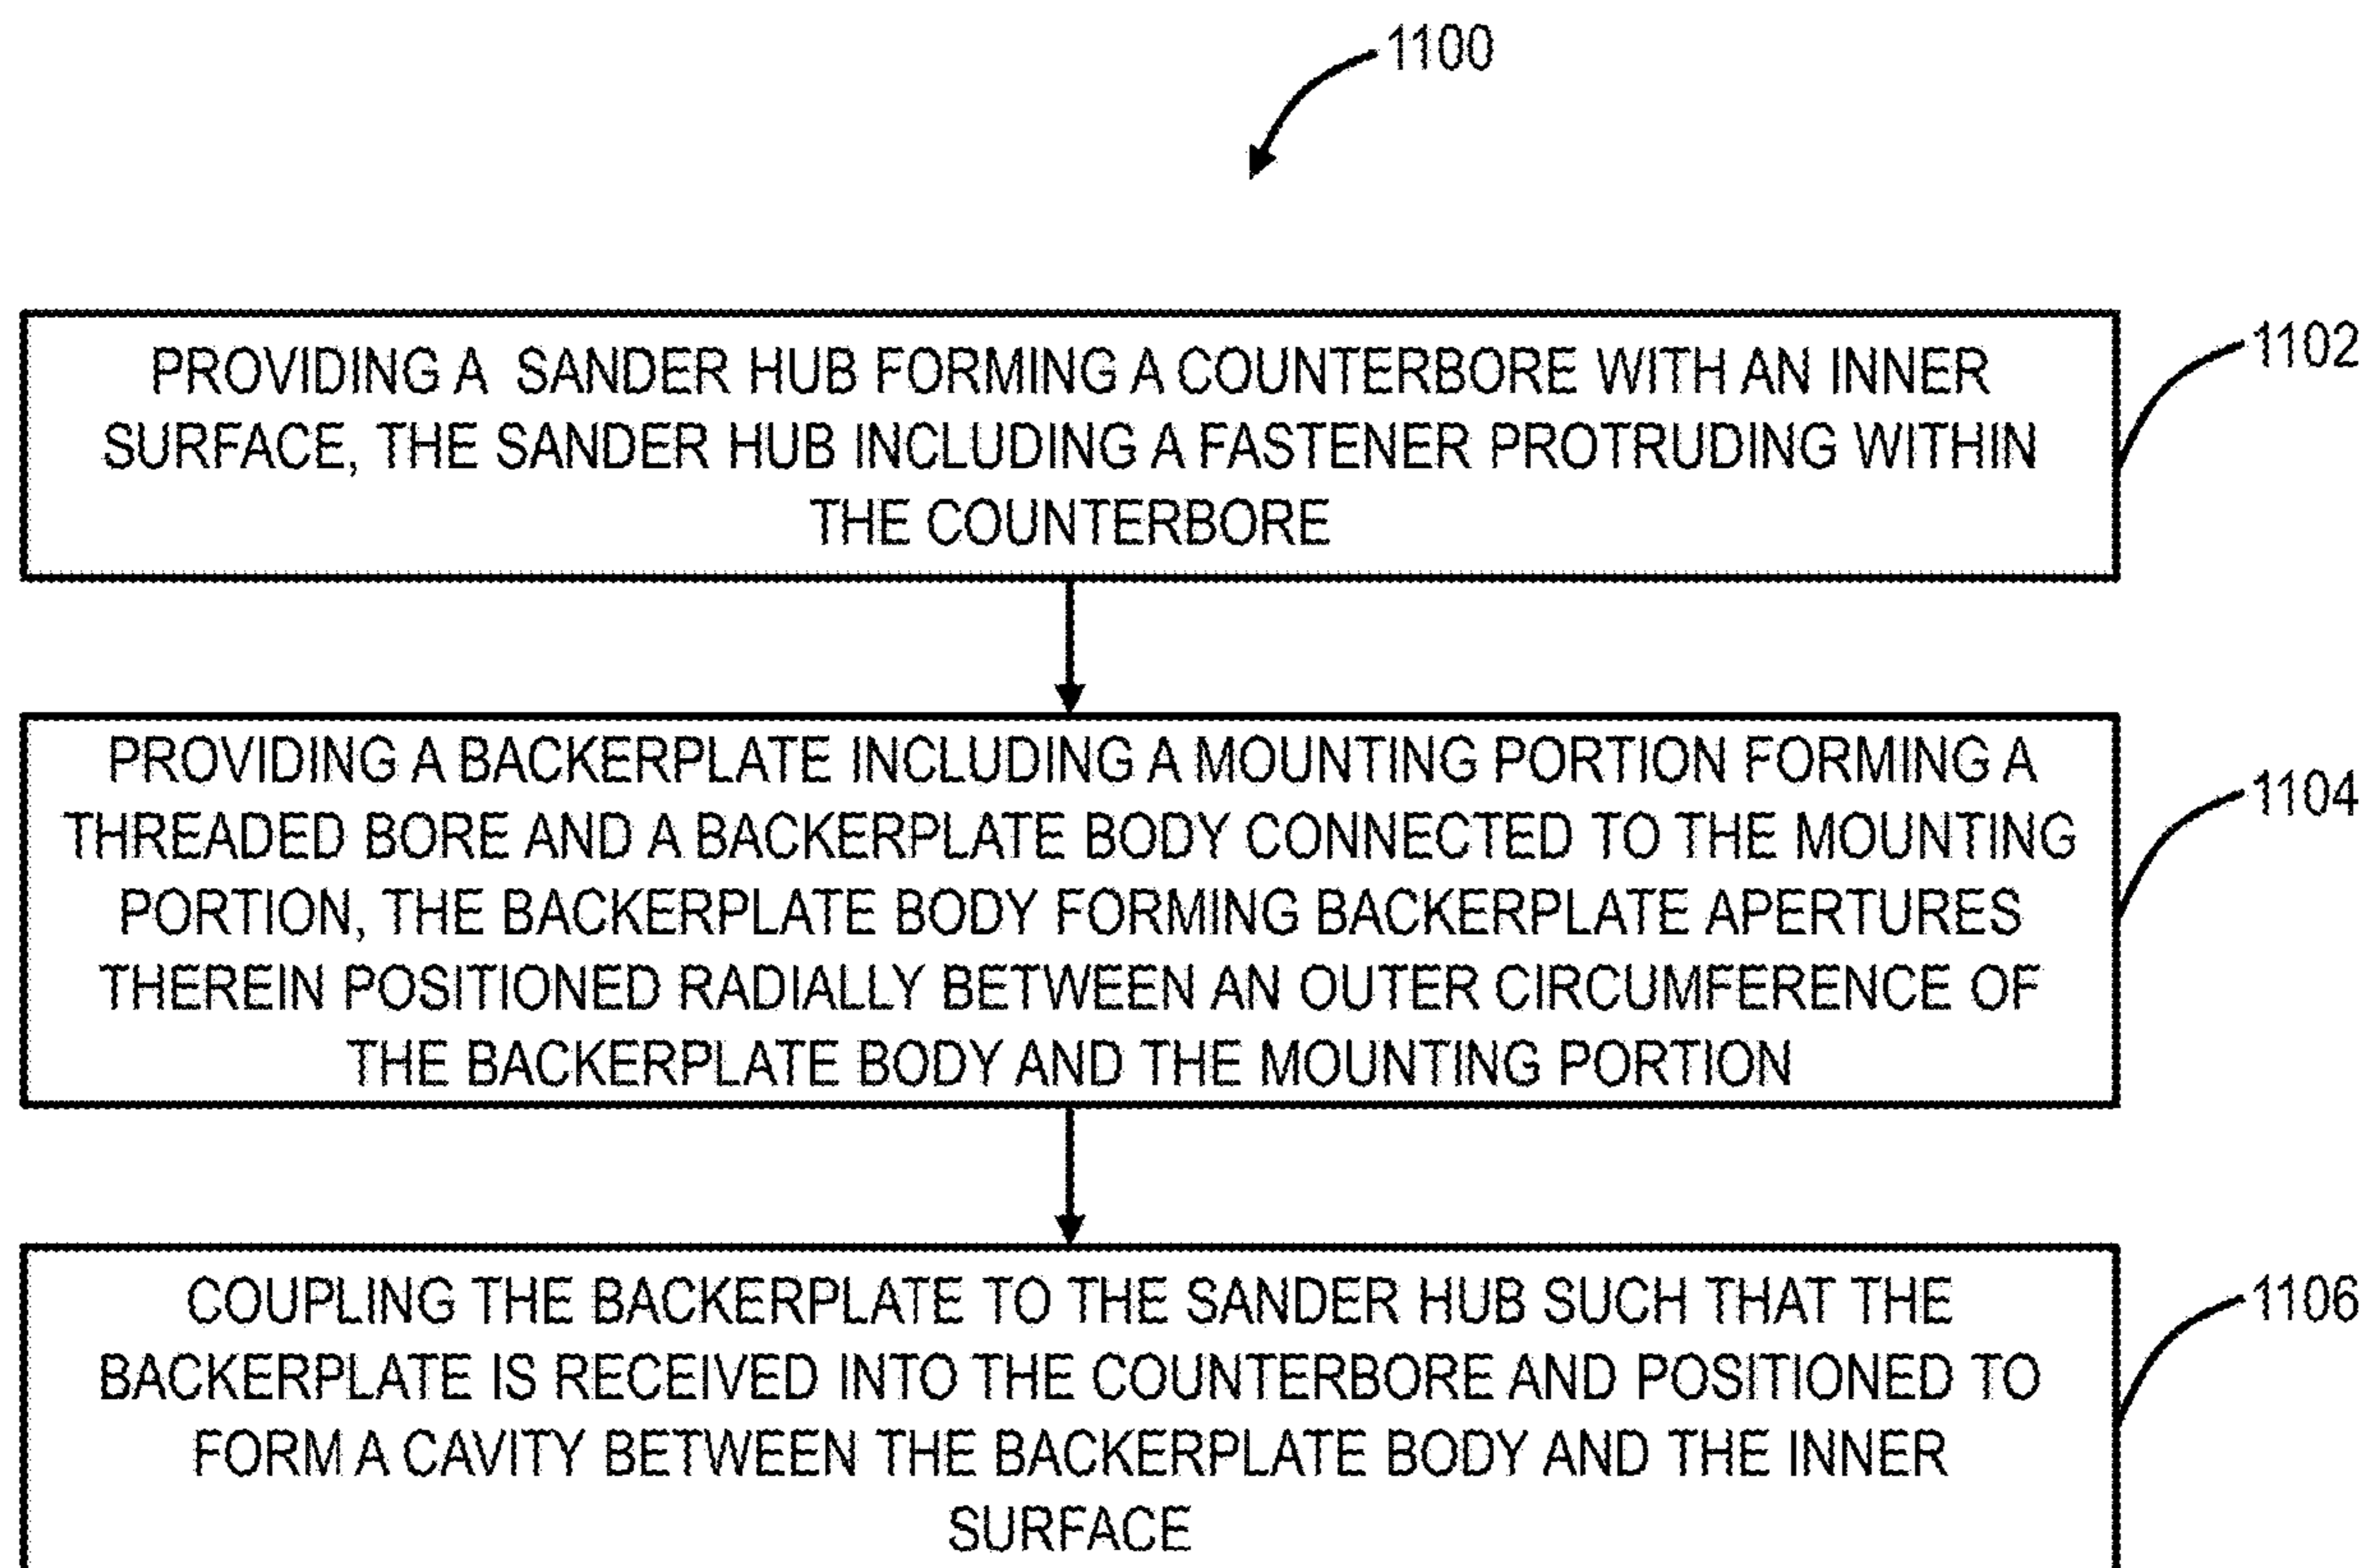 1100
PROVIDING A SANDER HUB FORMING A COUNTERBORE WITH AN INNER
SURFACE, THE SANDER HUB INCLUDING A FASTENER PROTRUDING WITHIN
THE COUNTERBORE
1102
PROVIDING A BACKERPLATE INCLUDING A MOUNTING PORTION FORMING A
THREADED BORE AND A BACKERPLATE BODY CONNECTED TO THE MOUNTING
PORTION, THE BACKERPLATE BODY FORMING BACKERPLATE APERTURES
THEREIN POSITIONED RADIALLY BETWEEN AN OUTER CIRCUMFERENCE OF
THE BACKERPLATE BODY AND THE MOUNTING PORTION
1104
COUPLING THE BACKERPLATE TO THE SANDER HUB SUCH THAT THE
BACKERPLATE IS RECEIVED INTO THE COUNTERBORE AND POSITIONED TO
FORM A CAVITY BETWEEN THE BACKERPLATE BODY AND THE INNER
SURFACE
1106